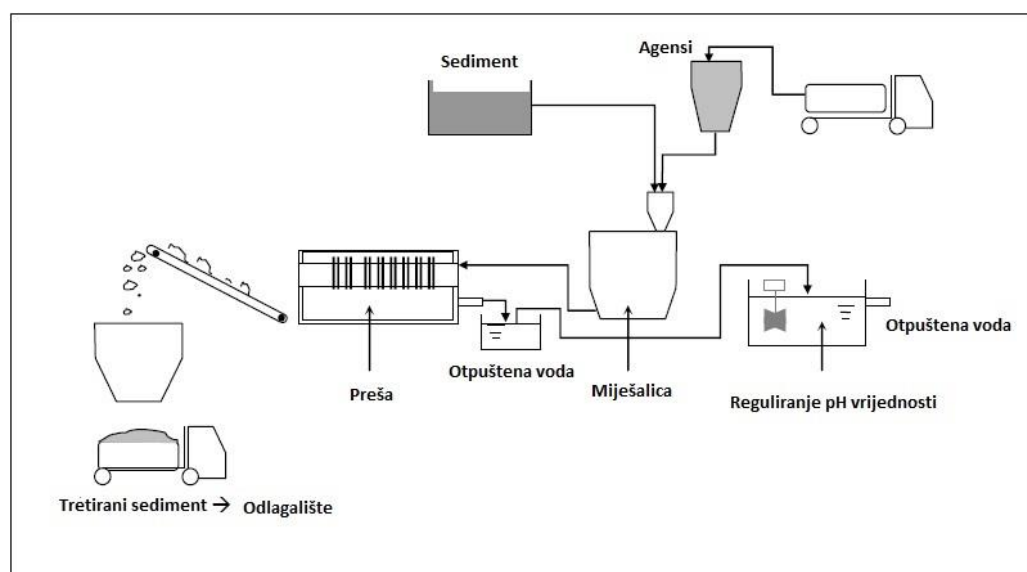 Agensi
Sediment
Otpuštena voda
Otpuštena voda
Preša
Miješalica
Reguliranje pH vrijednosti
Tretirani sediment → Odlagalište